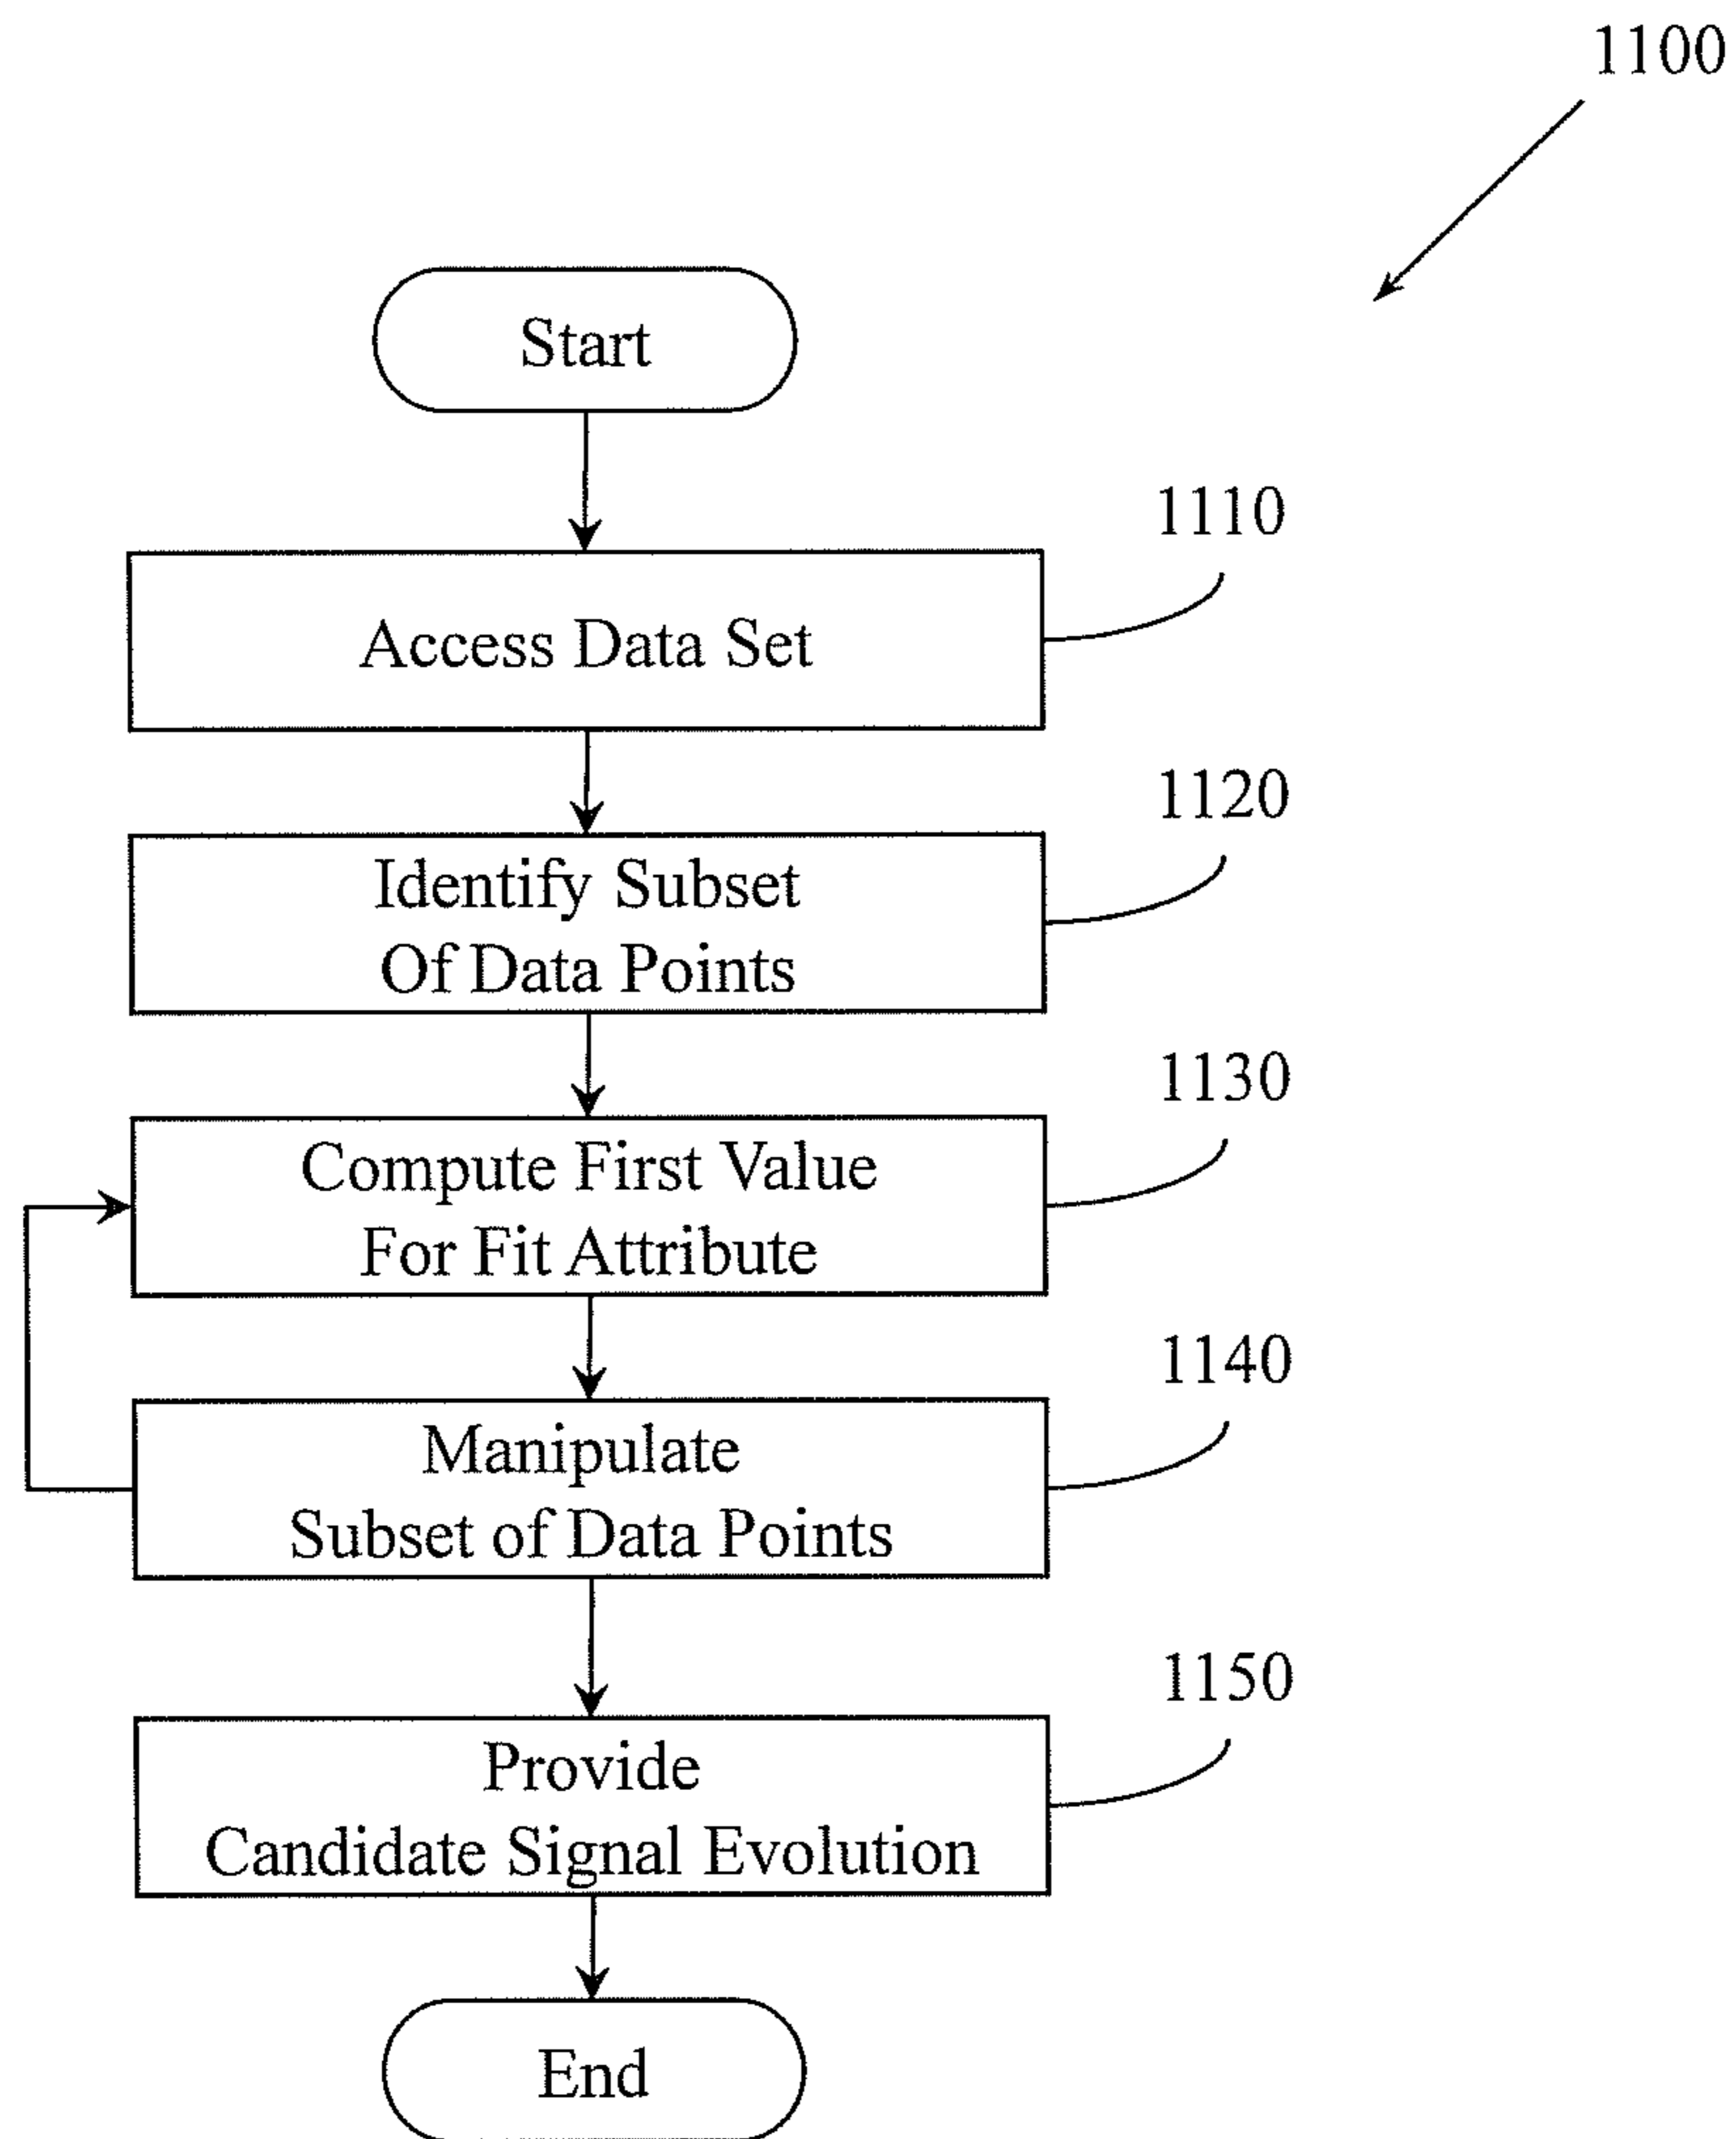 1100
Start
1110
Access Data Set
1120
Identify Subset
Of Data Points
1130
Compute First Value
For Fit Attribute
1140
Manipulate
Subset of Data Points
1150
Provide
Candidate Signal Evolution
End